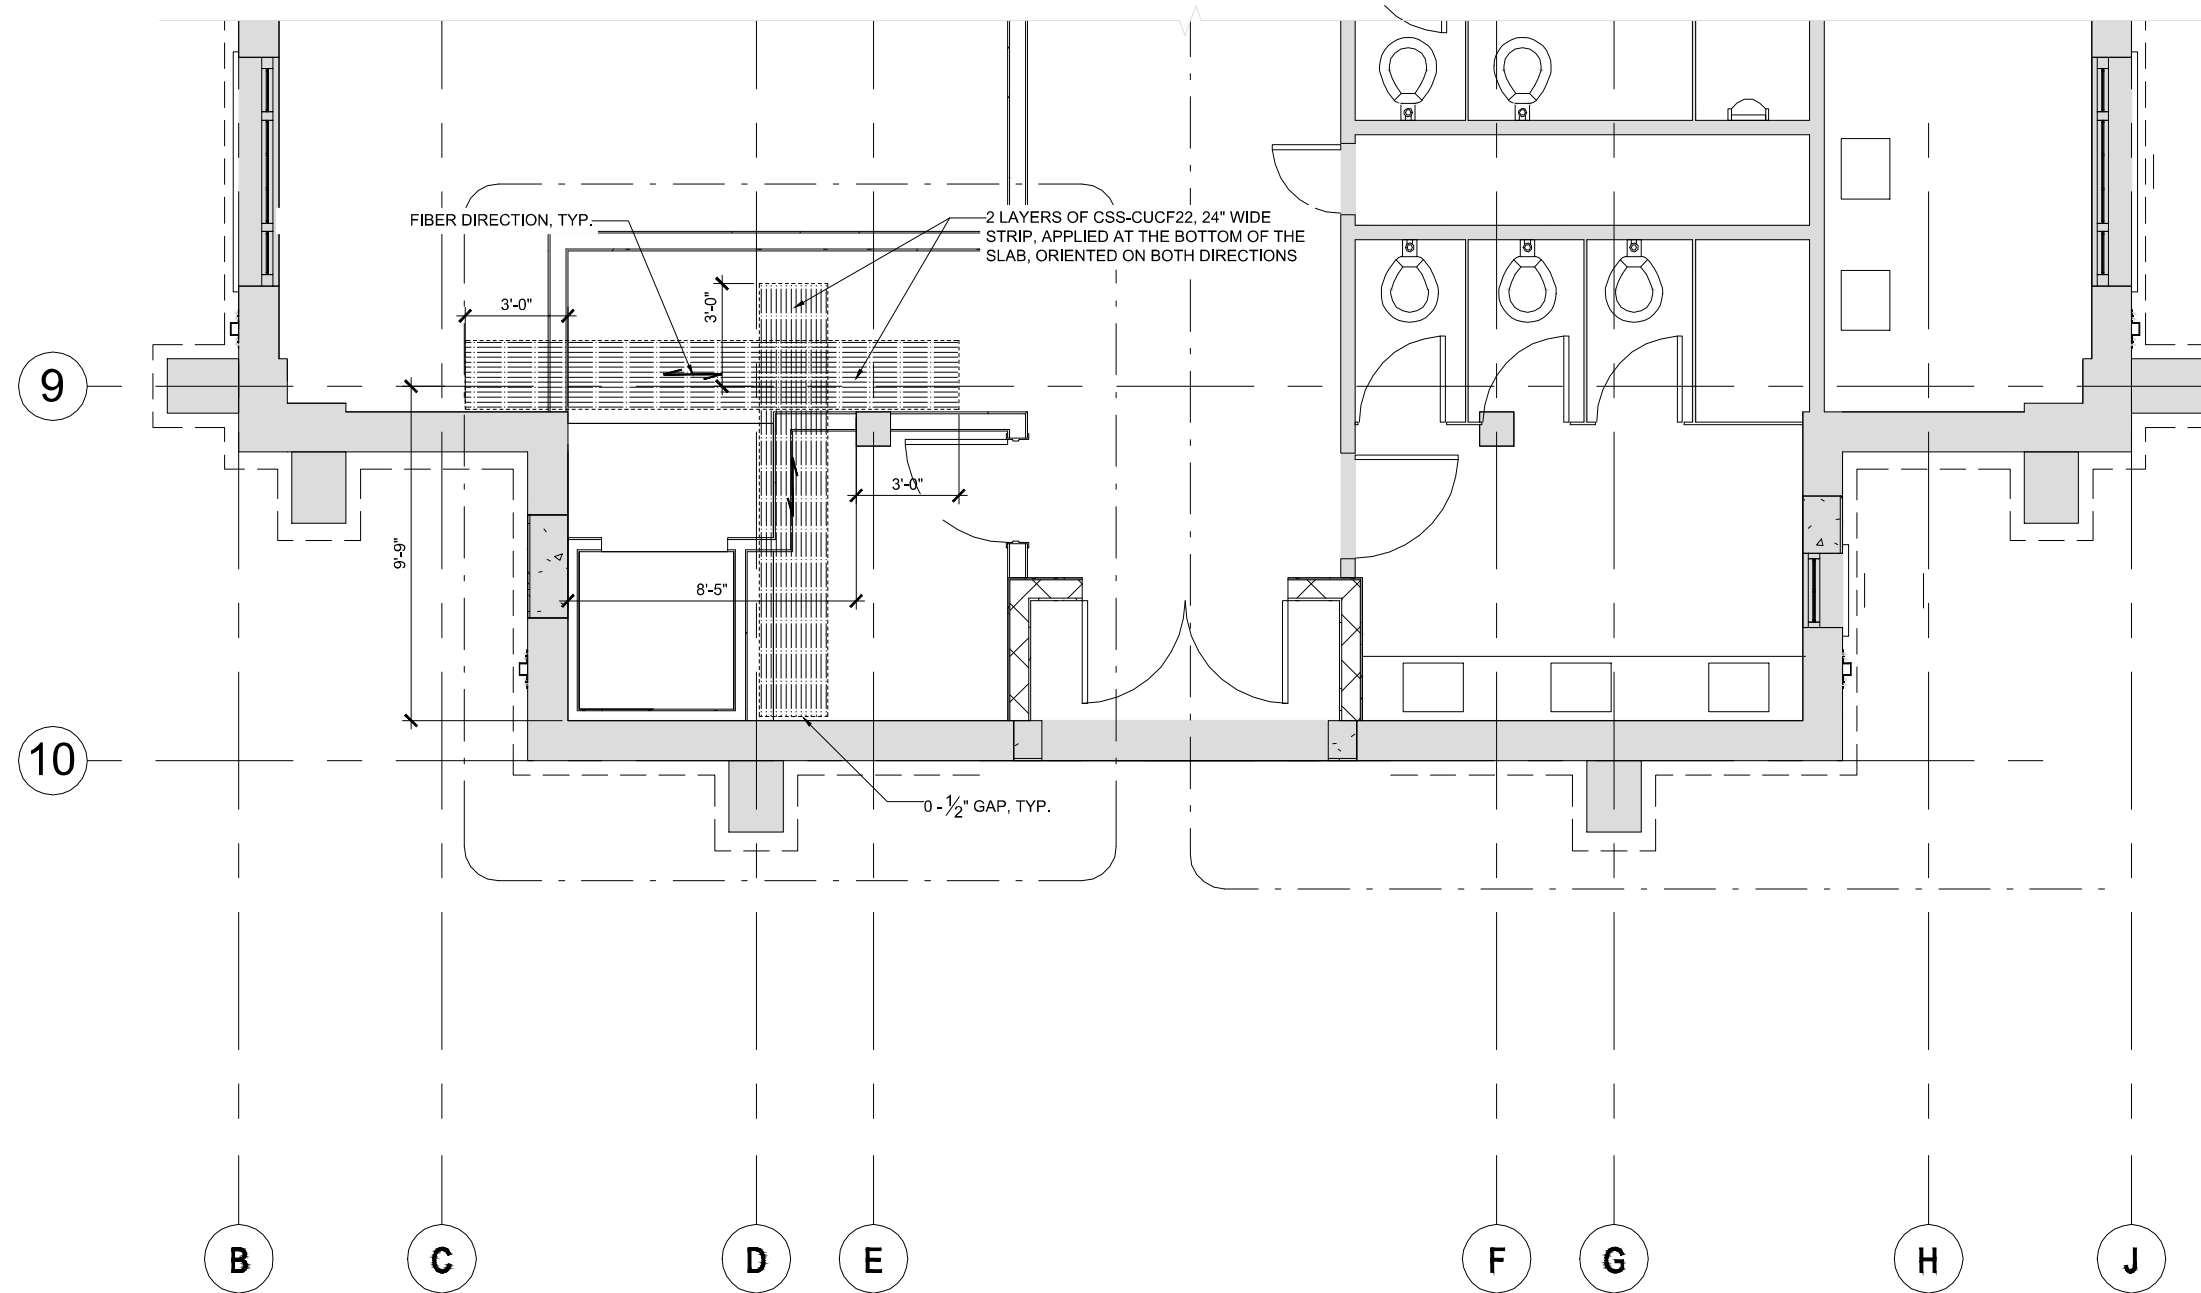 FIBER DIRECTION, TYP.
2 LAYERS OF CSS-CUCF22, 24" WIDE
STRIP, APPLIED AT THE BOTTOM OF THE
SLAB, ORIENTED ON BOTH DIRECTIONS
3'-0"
3'-0"
9
3'-0"
9'-9"
8'-5"
10
0 - 1/2" GAP, TYP.
B
C
D
E
F
G
H
J